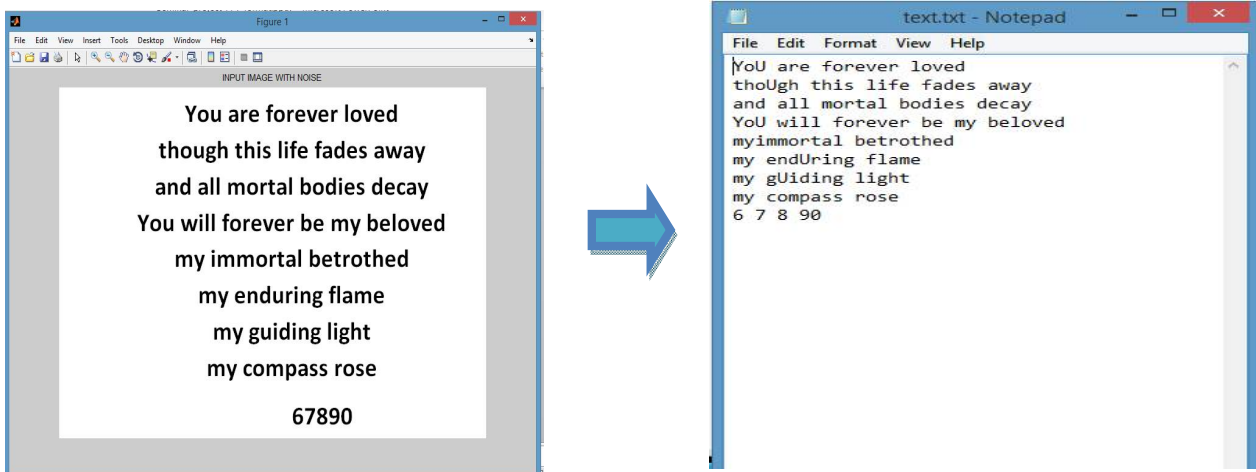 Figure 1
File Edit View Insert Tools Desktop Window Help
INPUT IMAGE WITH NOISE
You are forever loved
though this life fades away
and all mortal bodies decay
You will forever be my beloved
my immortal betrothed
my enduring flame
my guiding light
my compass rose
67890
text.txt - Notepad
File Edit Format View Help
YoU are forever loved
thoUgh this life fades away
and all mortal bodies decay
YoU will forever be my beloved
myimmortal betrothed
my endUring flame
my gUiding light
my compass rose
6 7 8 90